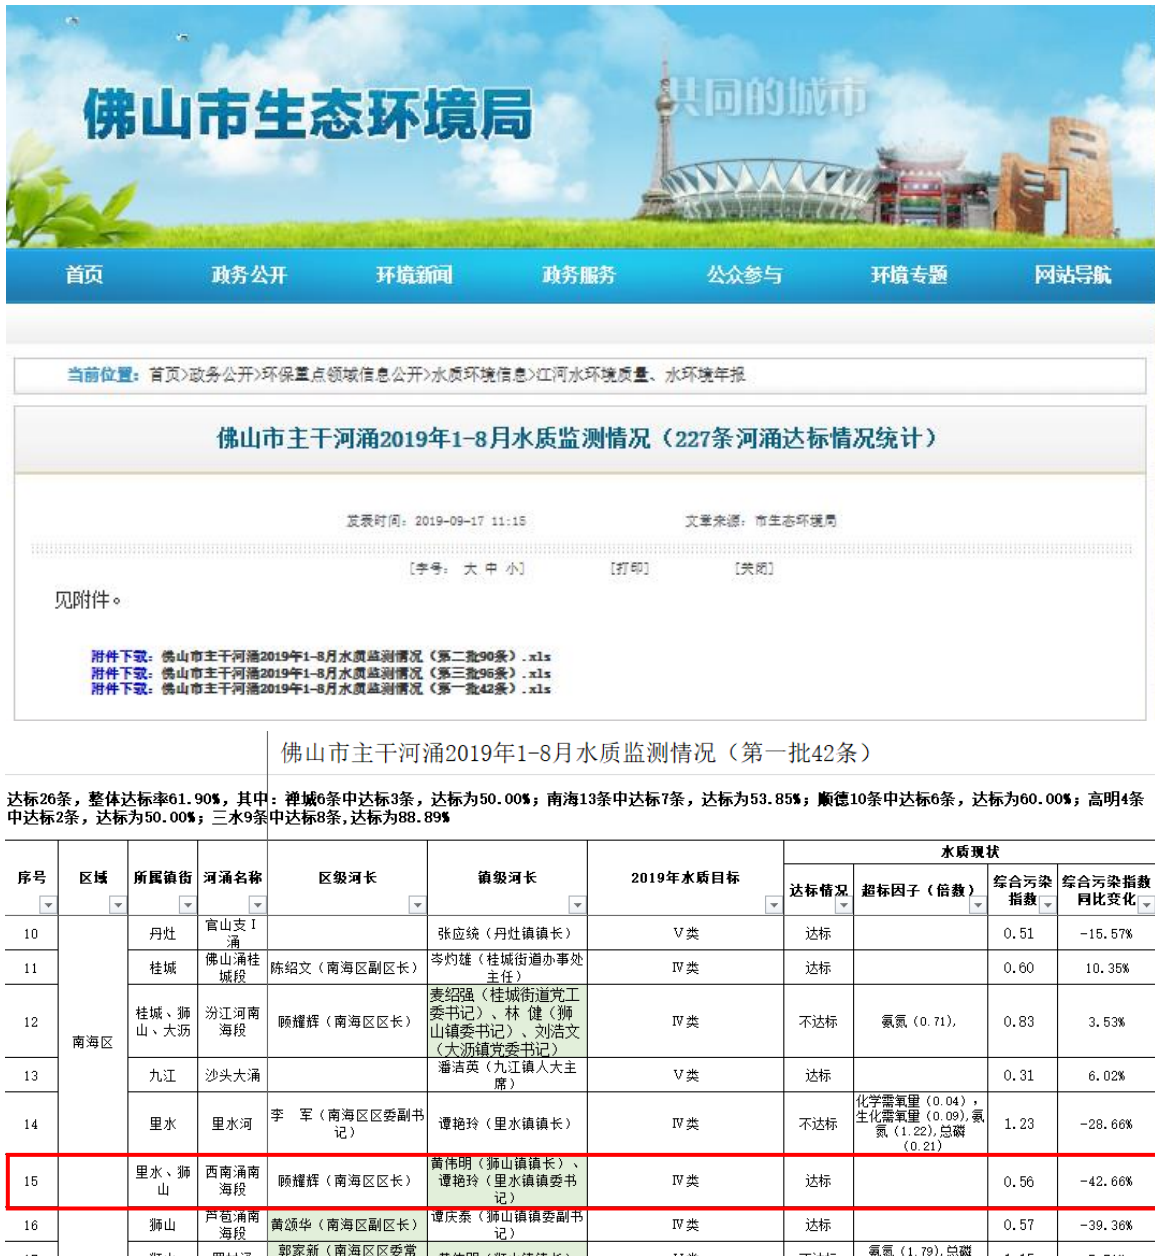 佛山市生态环境局
共同的城市
首页 政务公开 环境新闻 政务服务 公众参与 环境专题 网站导航
当前位置：首页>政务公开>环保重点领域信息公开>水质环境信息>江河水环境质量、水环境年报
佛山市主干河涌2019年1-8月水质监测情况（227条河涌达标情况统计）
发表时间：2019-09-17 11:15 文章来源：市生态环境局
[字号： 大 中 小] [打印] [关闭]
见附件。
附件下载：佛山市主干河涌2019年1-8月水质监测情况（第二批90条）.xls
附件下载：佛山市主干河涌2019年1-8月水质监测情况（第三批95条）.xls
附件下载：佛山市主干河涌2019年1-8月水质监测情况（第一批42条）.xls
佛山市主干河涌2019年1-8月水质监测情况（第一批42条）
达标26条，整体达标率61.90%，其中：禅城6条中达标3条，达标为50.00%；南海13条中达标7条，达标为53.85%；顺德10条中达标6条，达标为60.00%；高明4条
中达标2条，达标为50.00%；三水9条中达标8条,达标为88.89%
水质现状
序号 区域 所属镇街 河涌名称 区级河长 镇级河长 2019年水质目标 达标情况 超标因子（倍数） 综合污染
指数 综合污染指数
同比变化
南海区
10 丹灶 官山支Ⅰ
涌 张应统（丹灶镇镇长） Ⅴ类 达标 0.51 -15.57%
11 桂城 佛山涌桂
城段 陈绍文（南海区副区长） 岑灼雄（桂城街道办事处
主任） Ⅳ类 达标 0.60 10.35%
12 桂城、狮
山、大沥 汾江河南
海段 顾耀辉（南海区区长） 麦绍强（桂城街道党工
委书记）、林 健（狮
山镇委书记）、刘浩文
（大沥镇党委书记） Ⅳ类 不达标 氨氮（0.71）, 0.83 3.53%
13 九江 沙头大涌 潘洁英（九江镇人大主
席） Ⅴ类 达标 0.31 6.02%
14 里水 里水河 李 军（南海区区委副书
记） 谭艳玲（里水镇镇长） Ⅳ类 不达标 化学需氧量（0.04），
生化需氧量（0.09),氨
氮（1.22),总磷
（0.21） 1.23 -28.66%
15 里水、狮
山 西南涌南
海段 顾耀辉（南海区区长） 黄伟明（狮山镇镇长）、
谭艳玲（里水镇镇委书
记） Ⅳ类 达标 0.56 -42.66%
16 狮山 芦苞涌南
海段 黄颂华（南海区副区长） 谭庆泰（狮山镇镇委副书
记） Ⅳ类 达标 0.57 -39.36%
郭家新（南海区区委常
氨氮（1.79),总磷